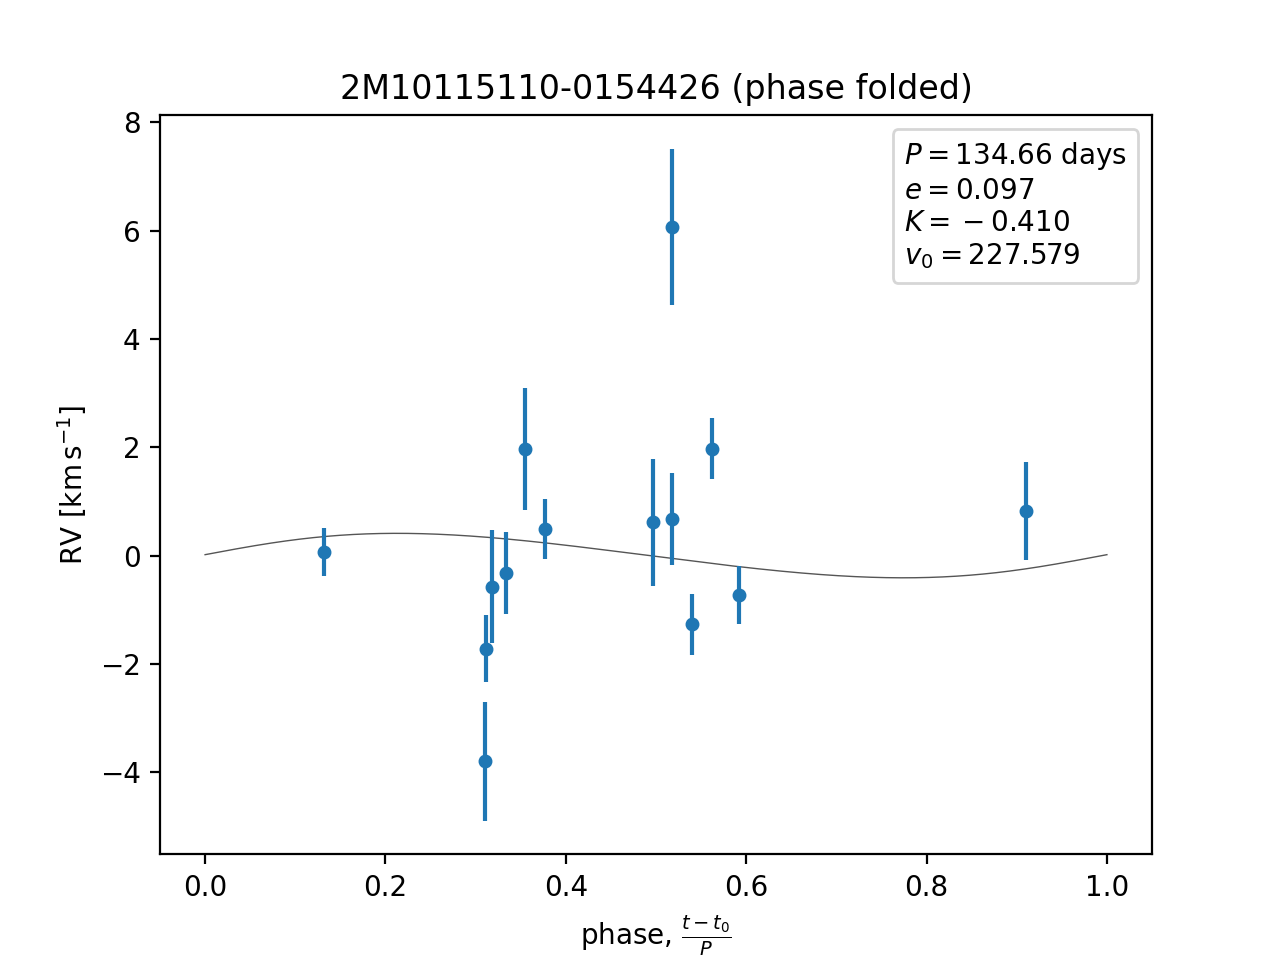 2M10115110-0154426 (phase folded)
P = 134.66 days
e = 0.097
K = −0.410
v₀ = 227.579
8
6
4
2
0
−2
−4
RV [km s⁻¹]
0.0 0.2 0.4 0.6 0.8 1.0
phase, (t − t₀)/P